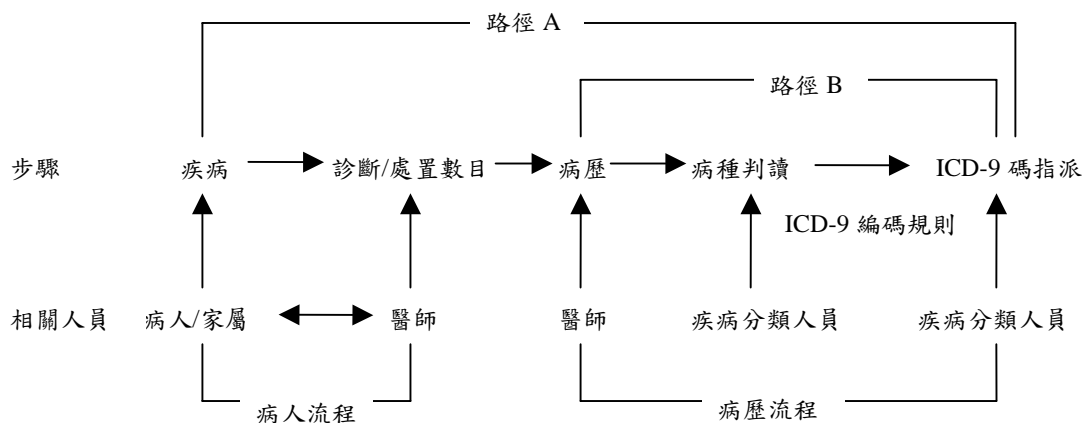 路徑 A
路徑 B
步驟 疾病 診斷/處置數目 病歷 病種判讀 ICD-9 碼指派
ICD-9 編碼規則
相關人員 病人/家屬 醫師 醫師 疾病分類人員 疾病分類人員
病人流程 病歷流程